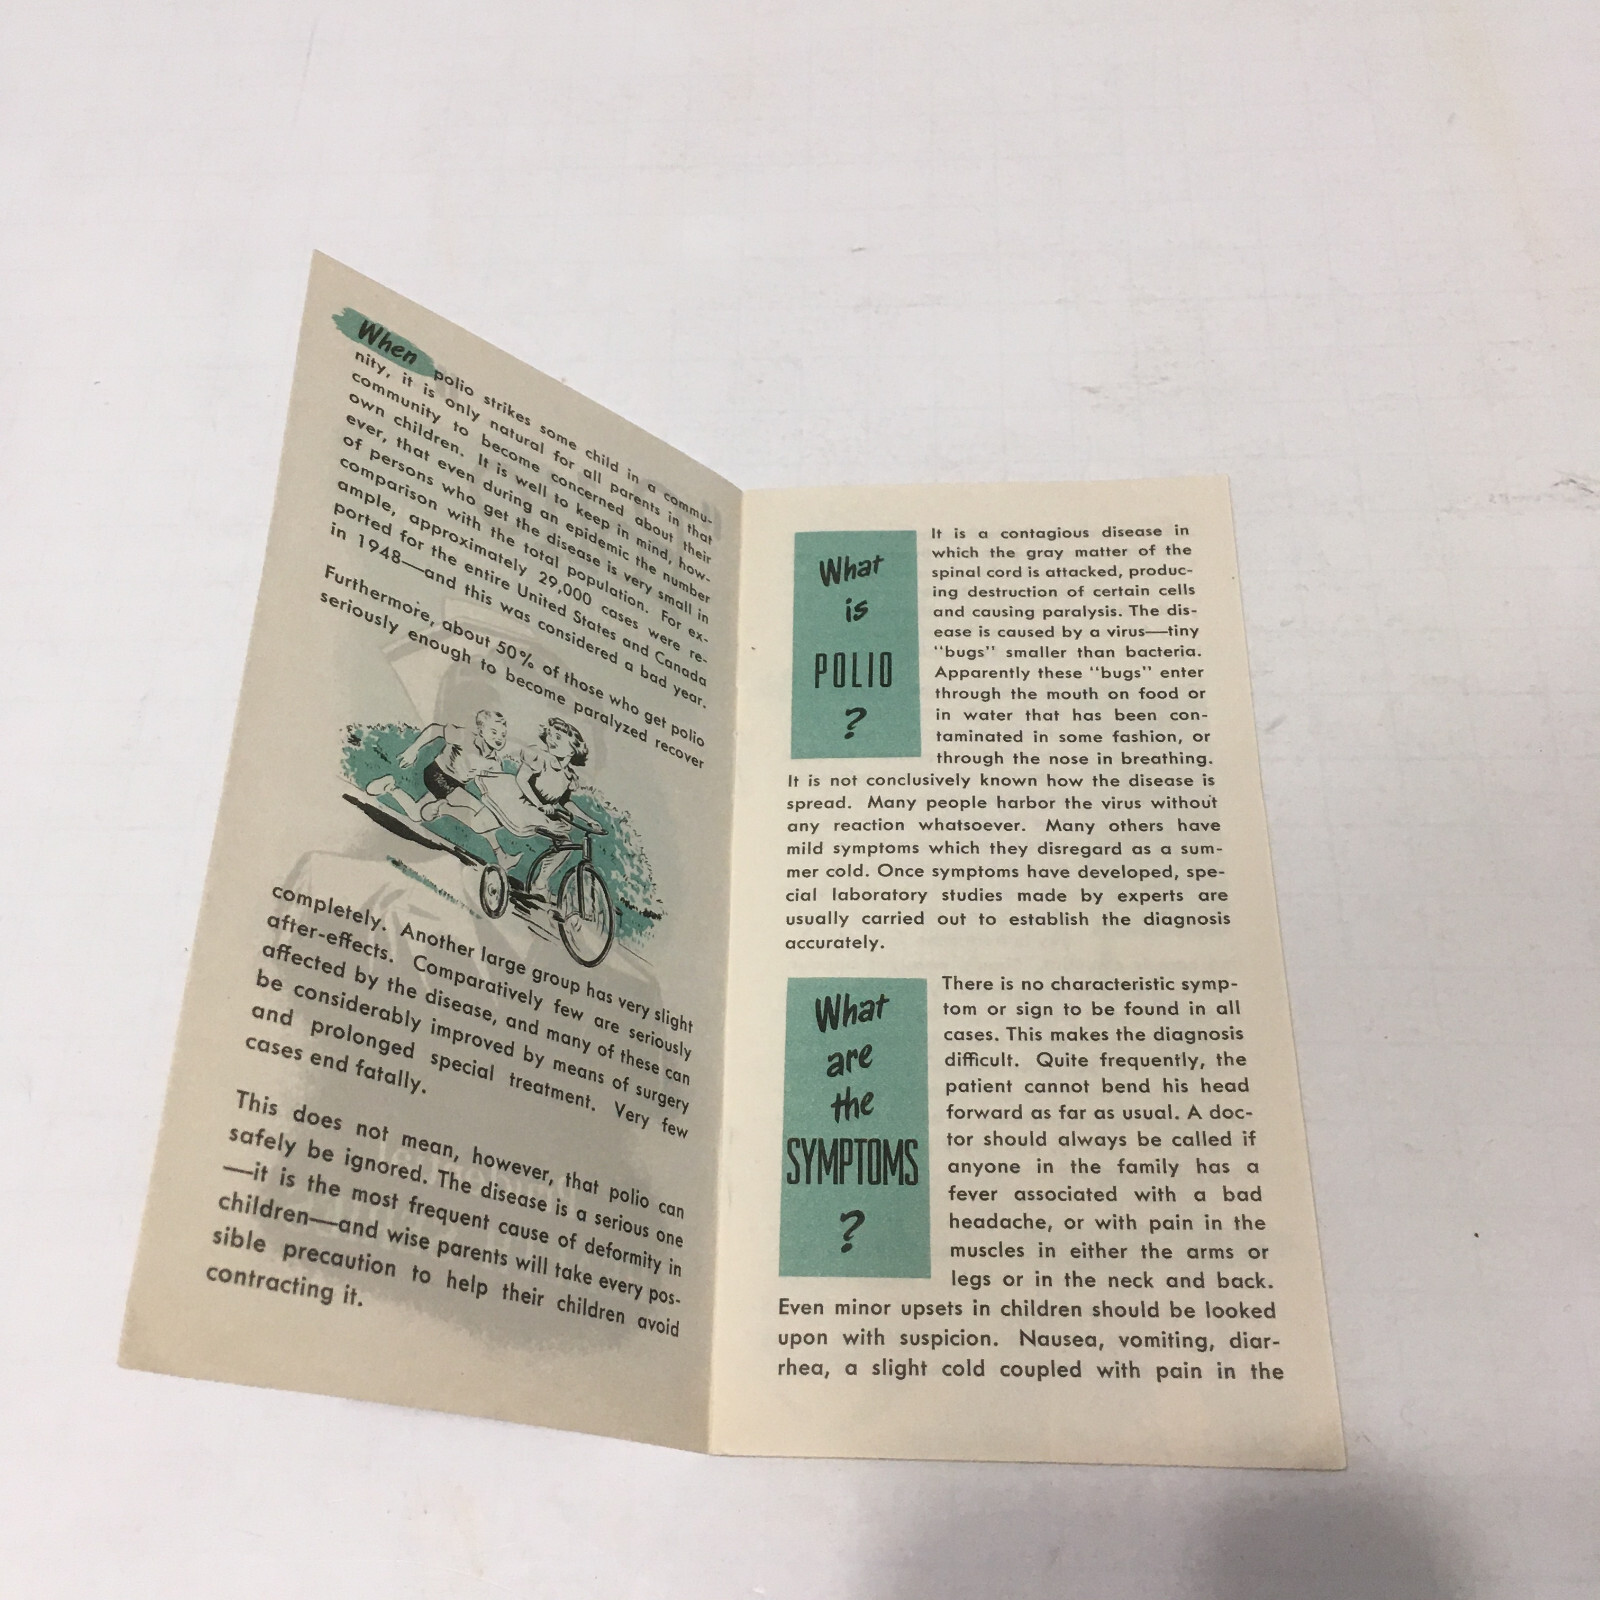 When polio strikes some child in a commu-
nity, it is only natural for all parents in that
community to become concerned about their
own children. It is well to keep in mind, how-
ever, that even during an epidemic the number
of persons who get the disease is very small in
comparison with the total population. For ex-
ample, approximately 29,000 cases were re-
ported for the entire United States and Canada
in 1948—and this was considered a bad year.
Furthermore, about 50% of those who get polio
seriously enough to become paralyzed recover
completely. Another large group has very slight
after-effects. Comparatively few are seriously
affected by the disease, and many of these can
be considerably improved by means of surgery
and prolonged special treatment. Very few
cases end fatally.
This does not mean, however, that polio can
safely be ignored. The disease is a serious one
—it is the most frequent cause of deformity in
children—and wise parents will take every pos-
sible precaution to help their children avoid
contracting it.
What
is
POLIO
?
It is a contagious disease in
which the gray matter of the
spinal cord is attacked, produc-
ing destruction of certain cells
and causing paralysis. The dis-
ease is caused by a virus—tiny
"bugs" smaller than bacteria.
Apparently these "bugs" enter
through the mouth on food or
in water that has been con-
taminated in some fashion, or
through the nose in breathing.
It is not conclusively known how the disease is
spread. Many people harbor the virus without
any reaction whatsoever. Many others have
mild symptoms which they disregard as a sum-
mer cold. Once symptoms have developed, spe-
cial laboratory studies made by experts are
usually carried out to establish the diagnosis
accurately.
What
are
the
SYMPTOMS
?
There is no characteristic symp-
tom or sign to be found in all
cases. This makes the diagnosis
difficult. Quite frequently, the
patient cannot bend his head
forward as far as usual. A doc-
tor should always be called if
anyone in the family has a
fever associated with a bad
headache, or with pain in the
muscles in either the arms or
legs or in the neck and back.
Even minor upsets in children should be looked
upon with suspicion. Nausea, vomiting, diar-
rhea, a slight cold coupled with pain in the